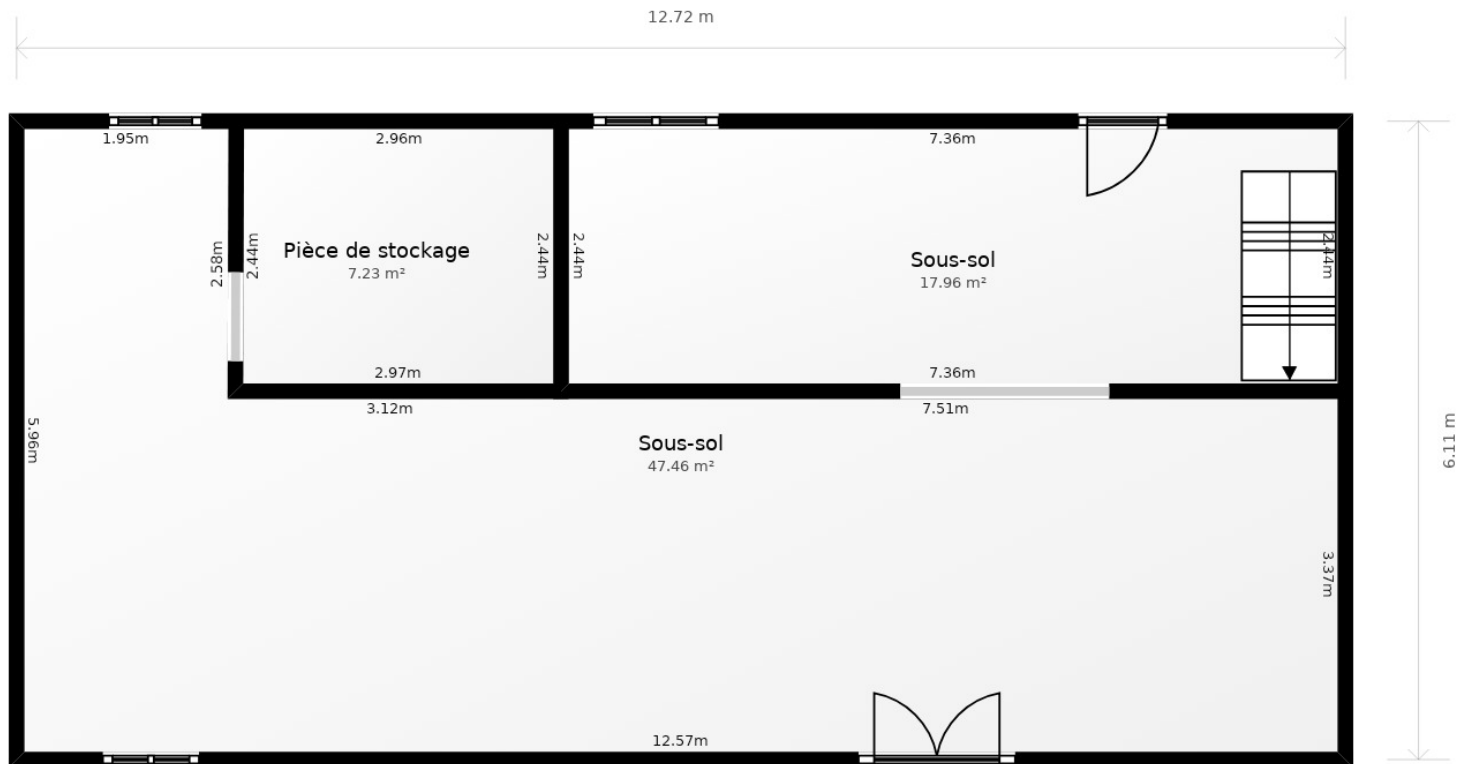 12.72 m
1.95m
2.96m
7.36m
2.58m
2.44m
Pièce de stockage
7.23 m²
2.44m
2.44m
Sous-sol
17.96 m²
2.44m
2.97m
7.36m
3.12m
7.51m
5.96m
Sous-sol
47.46 m²
6.11 m
3.37m
12.57m